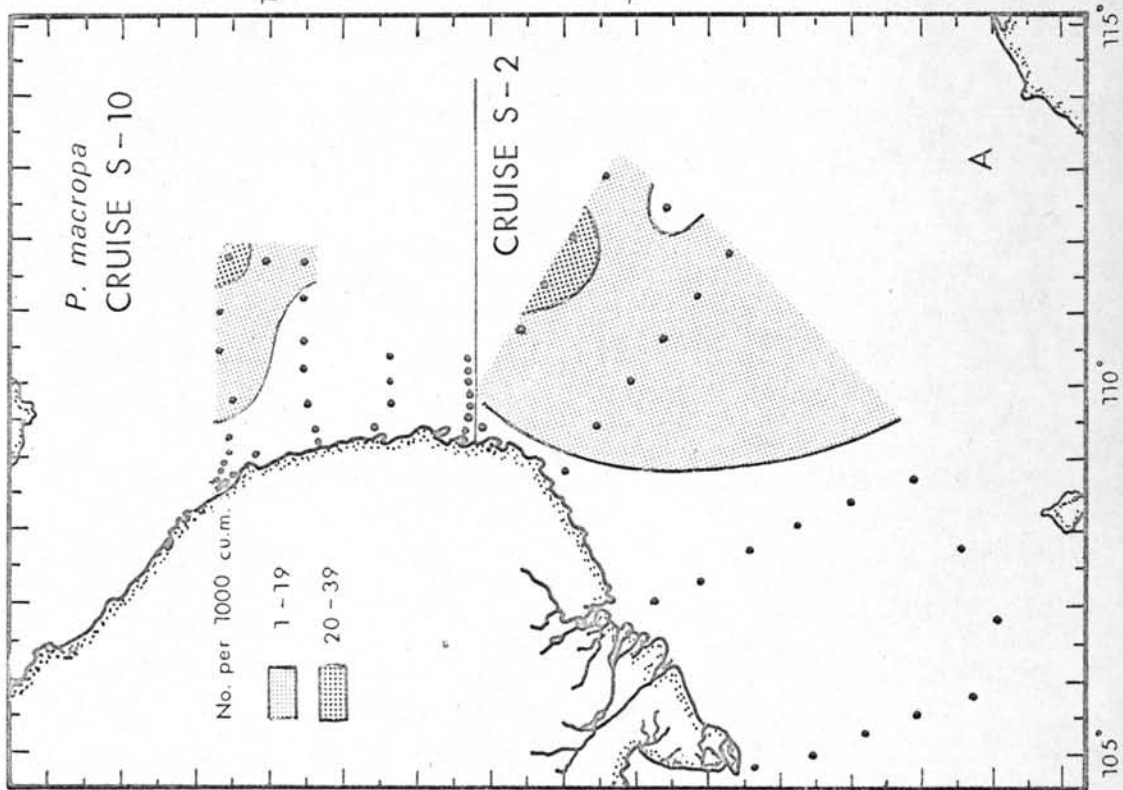 P. macropa
CRUISE S-10
CRUISE S-2
No. per 1000 cu.m.
1-19
20-39
A
105°
110°
115°